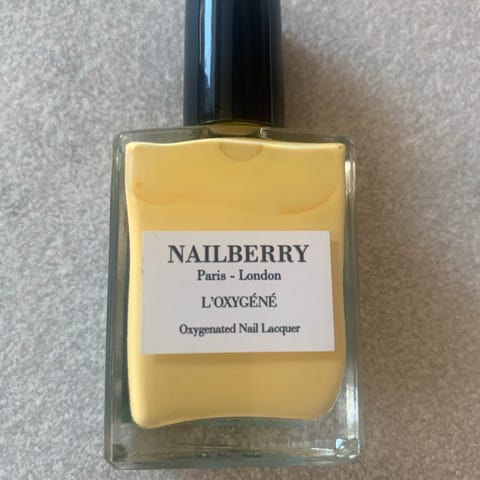 NAILBERRY
Paris - London
L'OXYGÉNÉ
Oxygenated Nail Lacquer